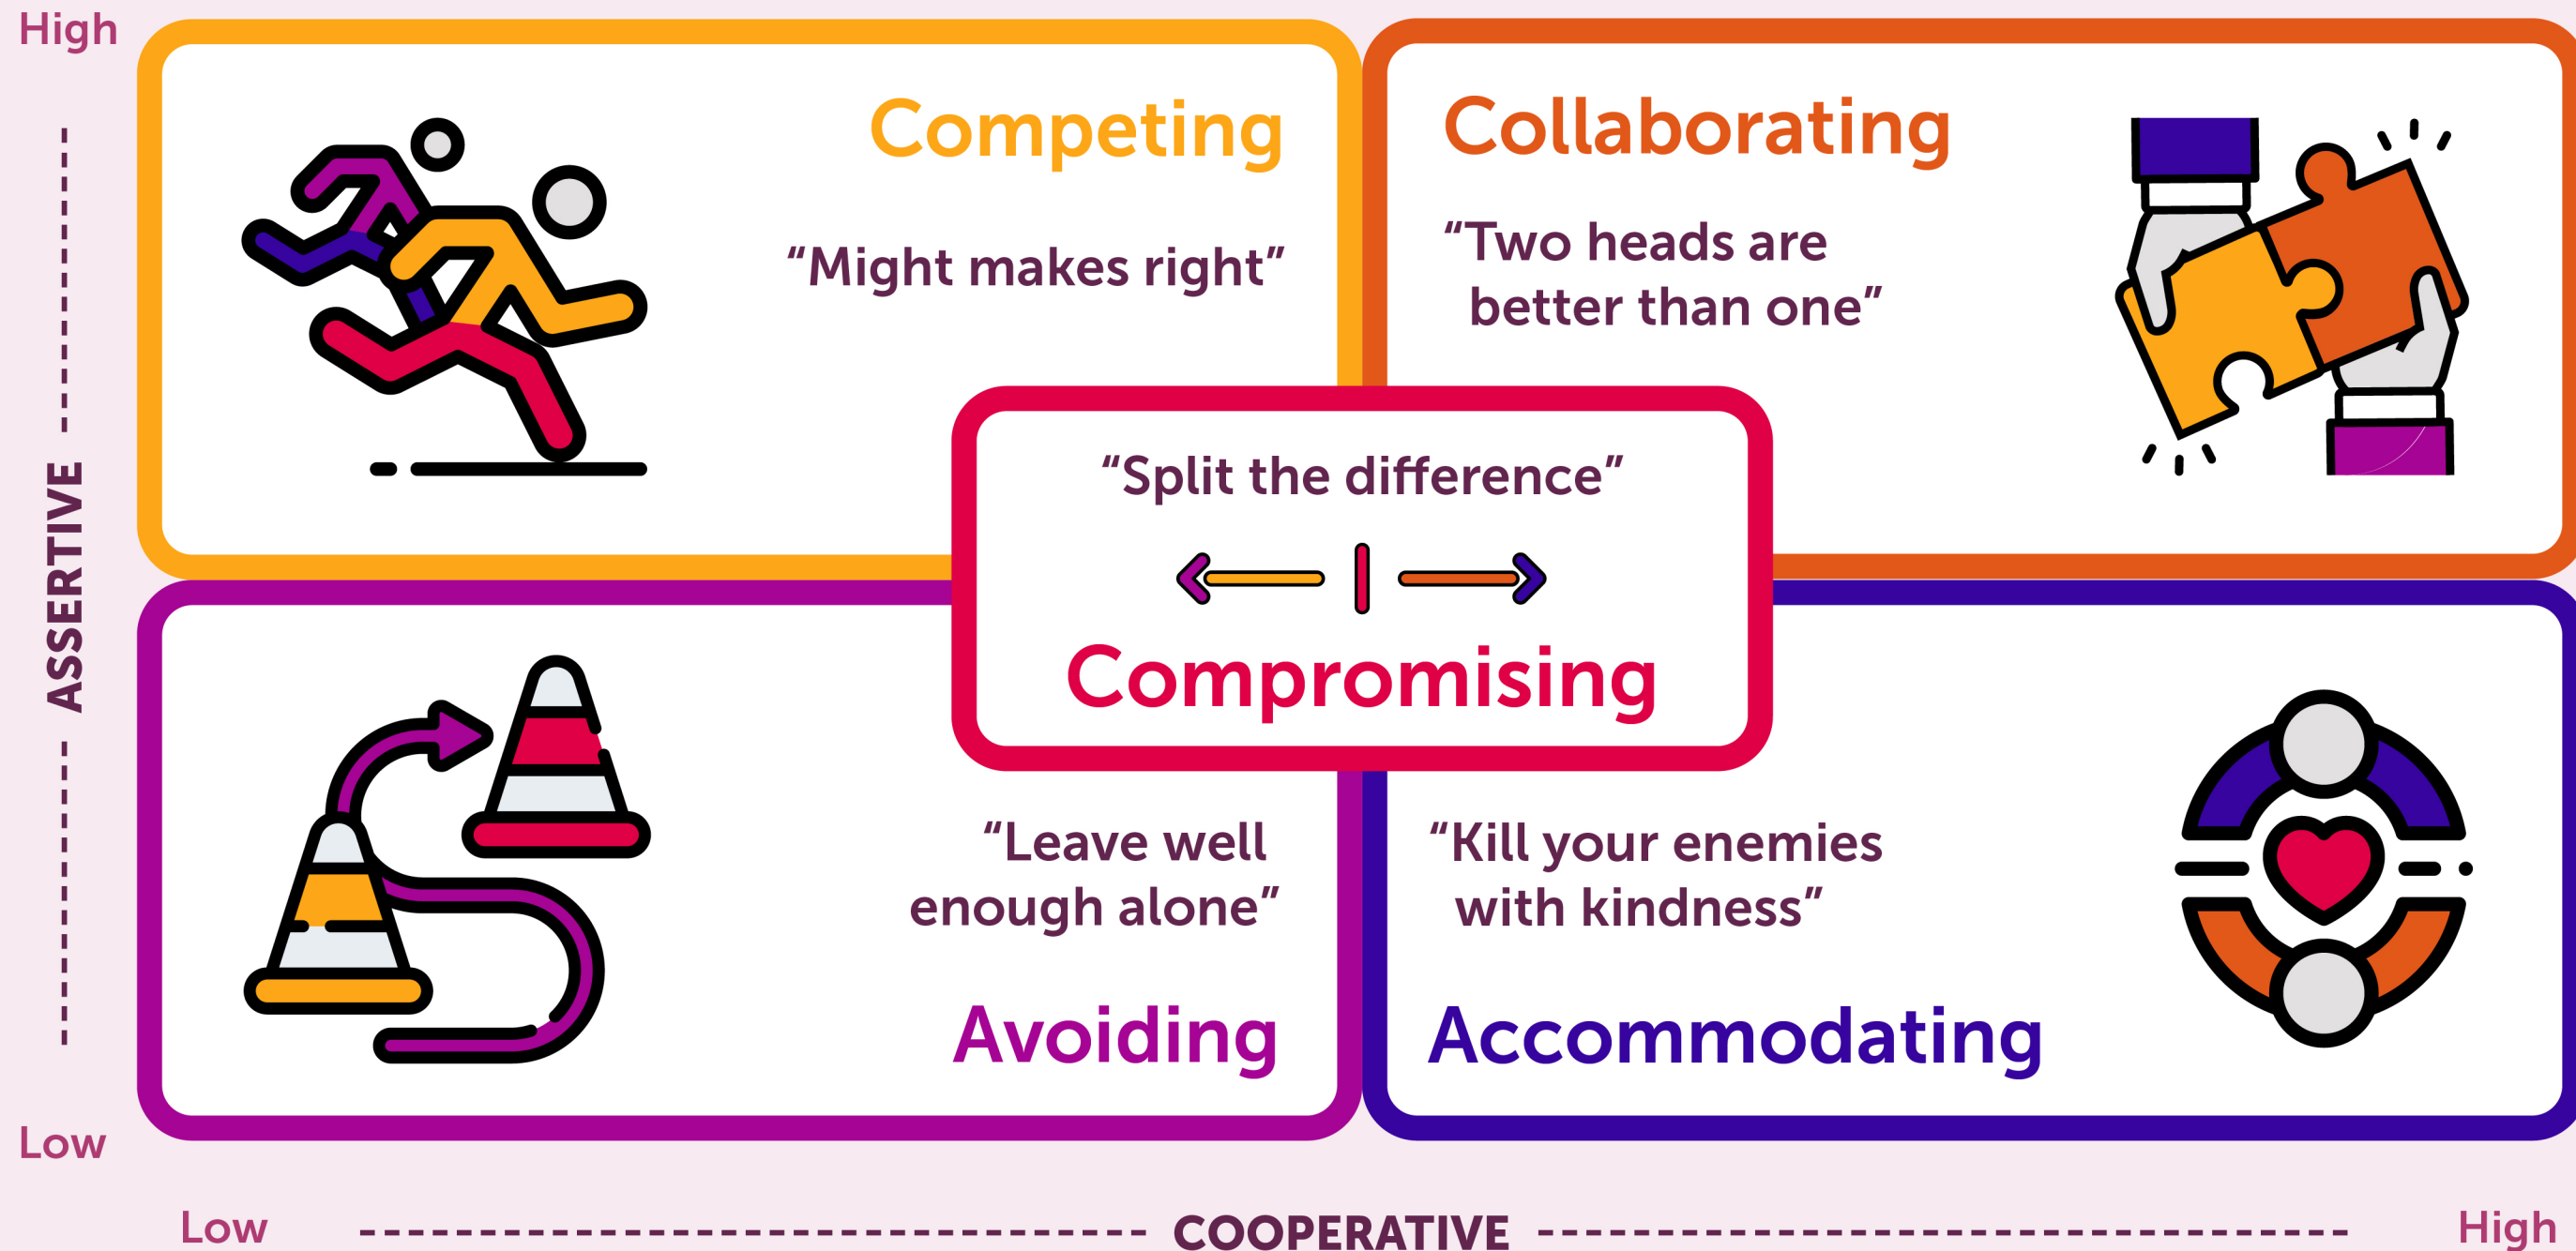 High
Competing
“Might makes right”
Collaborating
“Two heads are
better than one”
ASSERTIVE
“Split the difference”
Compromising
“Leave well
enough alone”
Avoiding
“Kill your enemies
with kindness”
Accommodating
Low
Low
COOPERATIVE
High